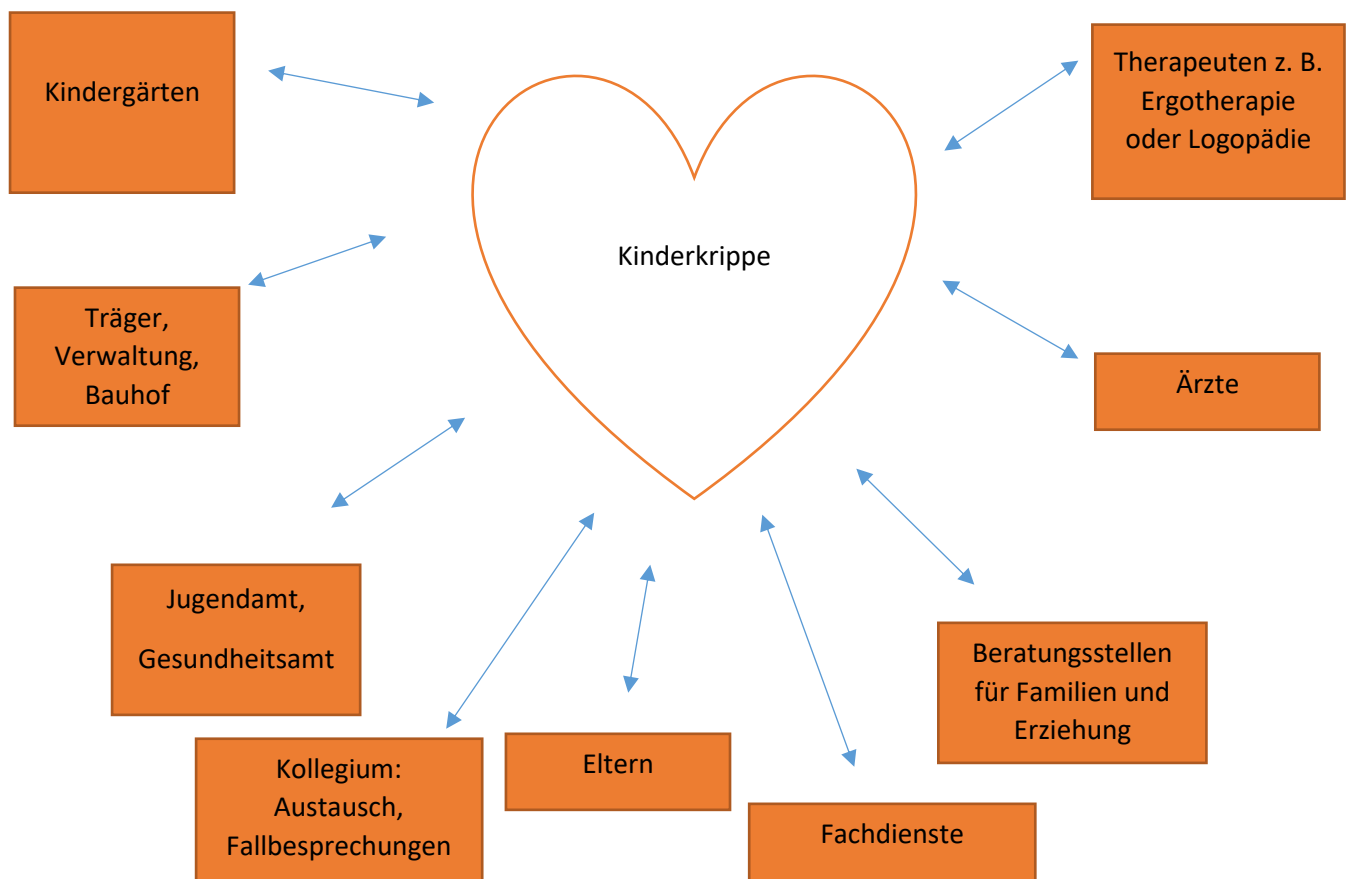 Kindergärten
Therapeuten z. B.
Ergotherapie
oder Logopädie
Kinderkrippe
Träger,
Verwaltung,
Bauhof
Ärzte
Jugendamt,
Gesundheitsamt
Beratungsstellen
für Familien und
Erziehung
Kollegium:
Austausch,
Fallbesprechungen
Eltern
Fachdienste